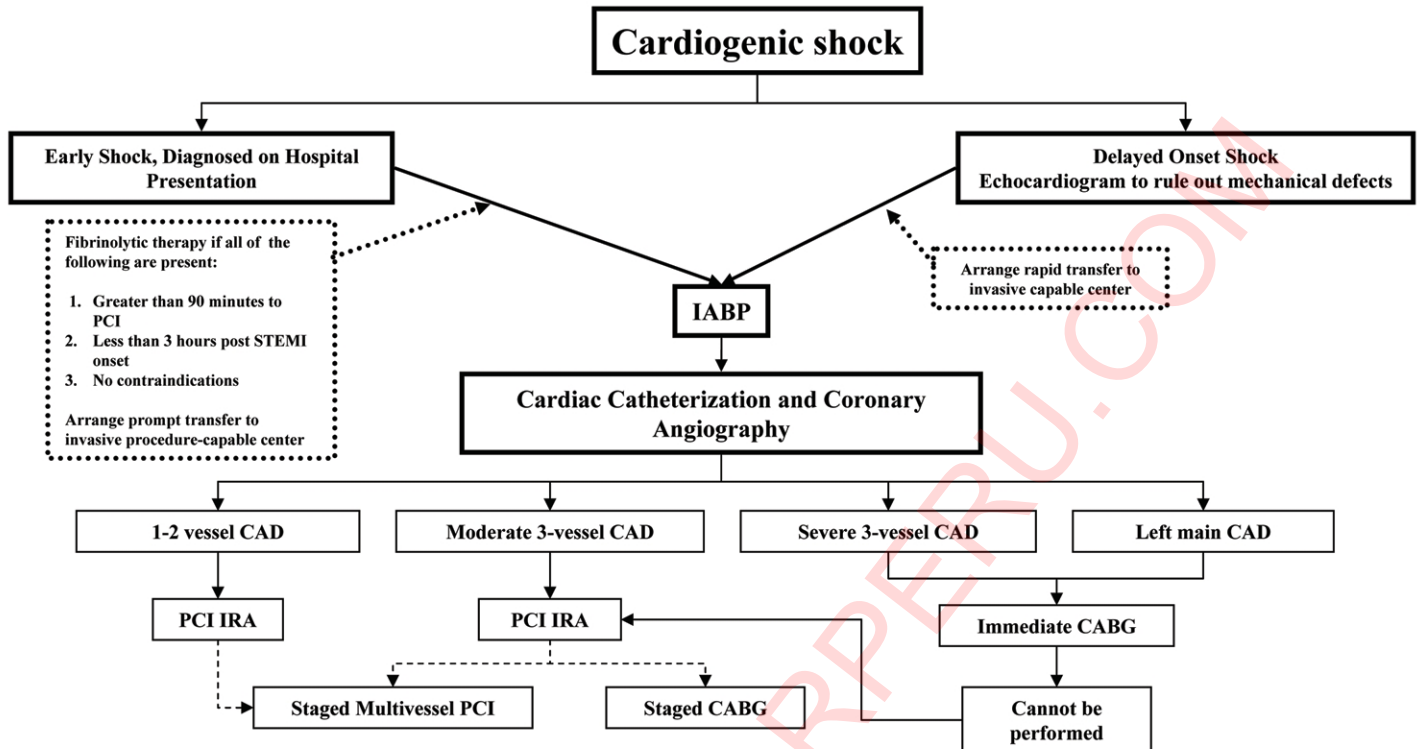 Cardiogenic shock
Early Shock, Diagnosed on Hospital
Presentation
Delayed Onset Shock
Echocardiogram to rule out mechanical defects
Fibrinolytic therapy if all of the
following are present:
1. Greater than 90 minutes to
PCI
2. Less than 3 hours post STEMI
onset
3. No contraindications
Arrange prompt transfer to
invasive procedure-capable center
Arrange rapid transfer to
invasive capable center
IABP
Cardiac Catheterization and Coronary
Angiography
1-2 vessel CAD
Moderate 3-vessel CAD
Severe 3-vessel CAD
Left main CAD
PCI IRA
PCI IRA
Immediate CABG
Staged Multivessel PCI
Staged CABG
Cannot be
performed
RPERU.COM